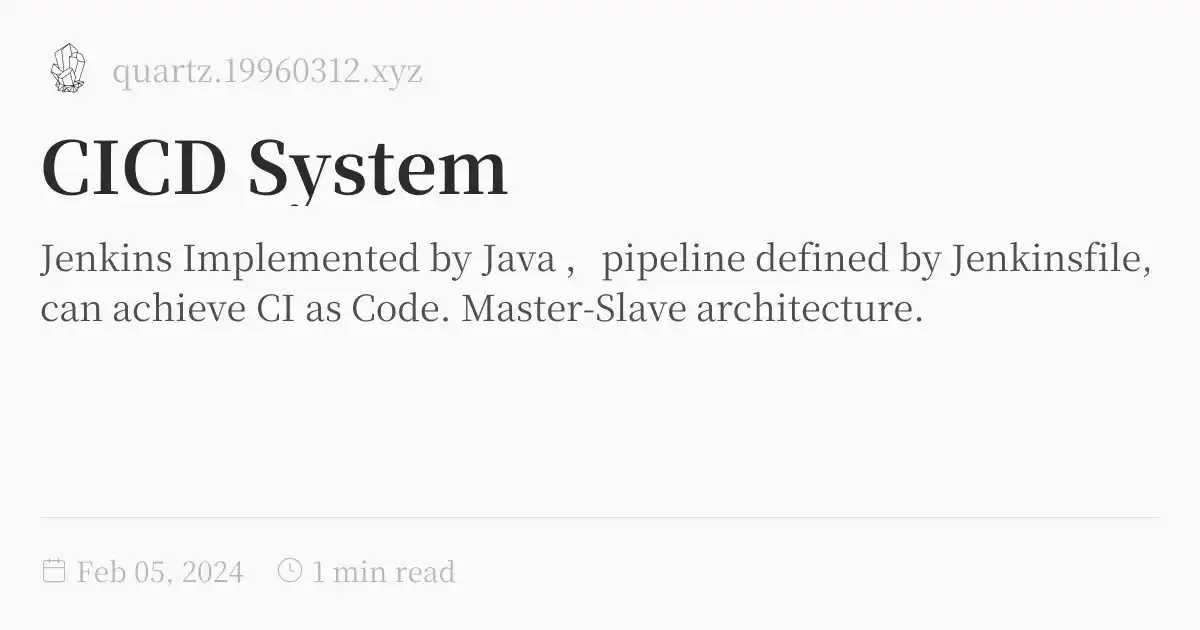 quartz.19960312.xyz
CICD System
Jenkins Implemented by Java ， pipeline defined by Jenkinsfile,
can achieve CI as Code. Master-Slave architecture.
Feb 05, 2024 1 min read